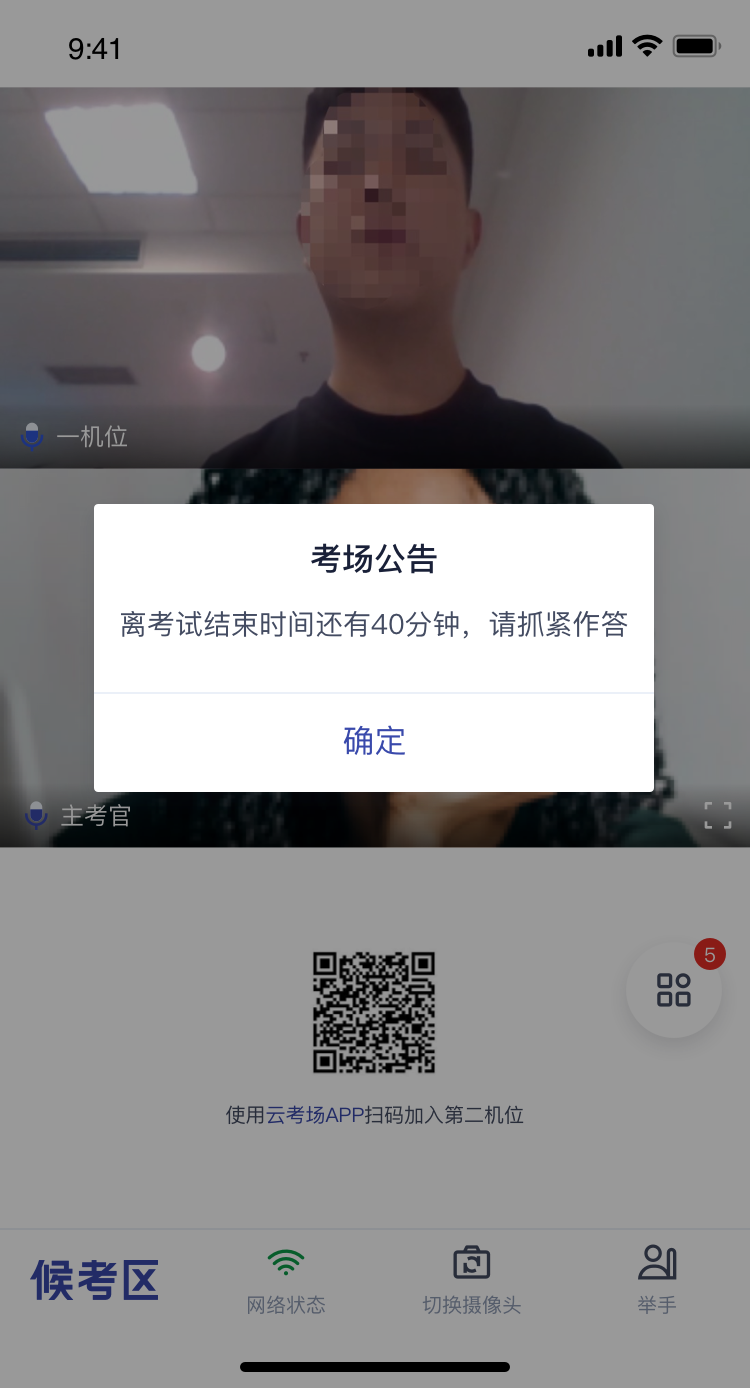 9:41
一机位
考场公告
离考试结束时间还有40分钟，请抓紧作答
确定
主考官
5
使用云考场APP扫码加入第二机位
候考区
网络状态
切换摄像头
举手